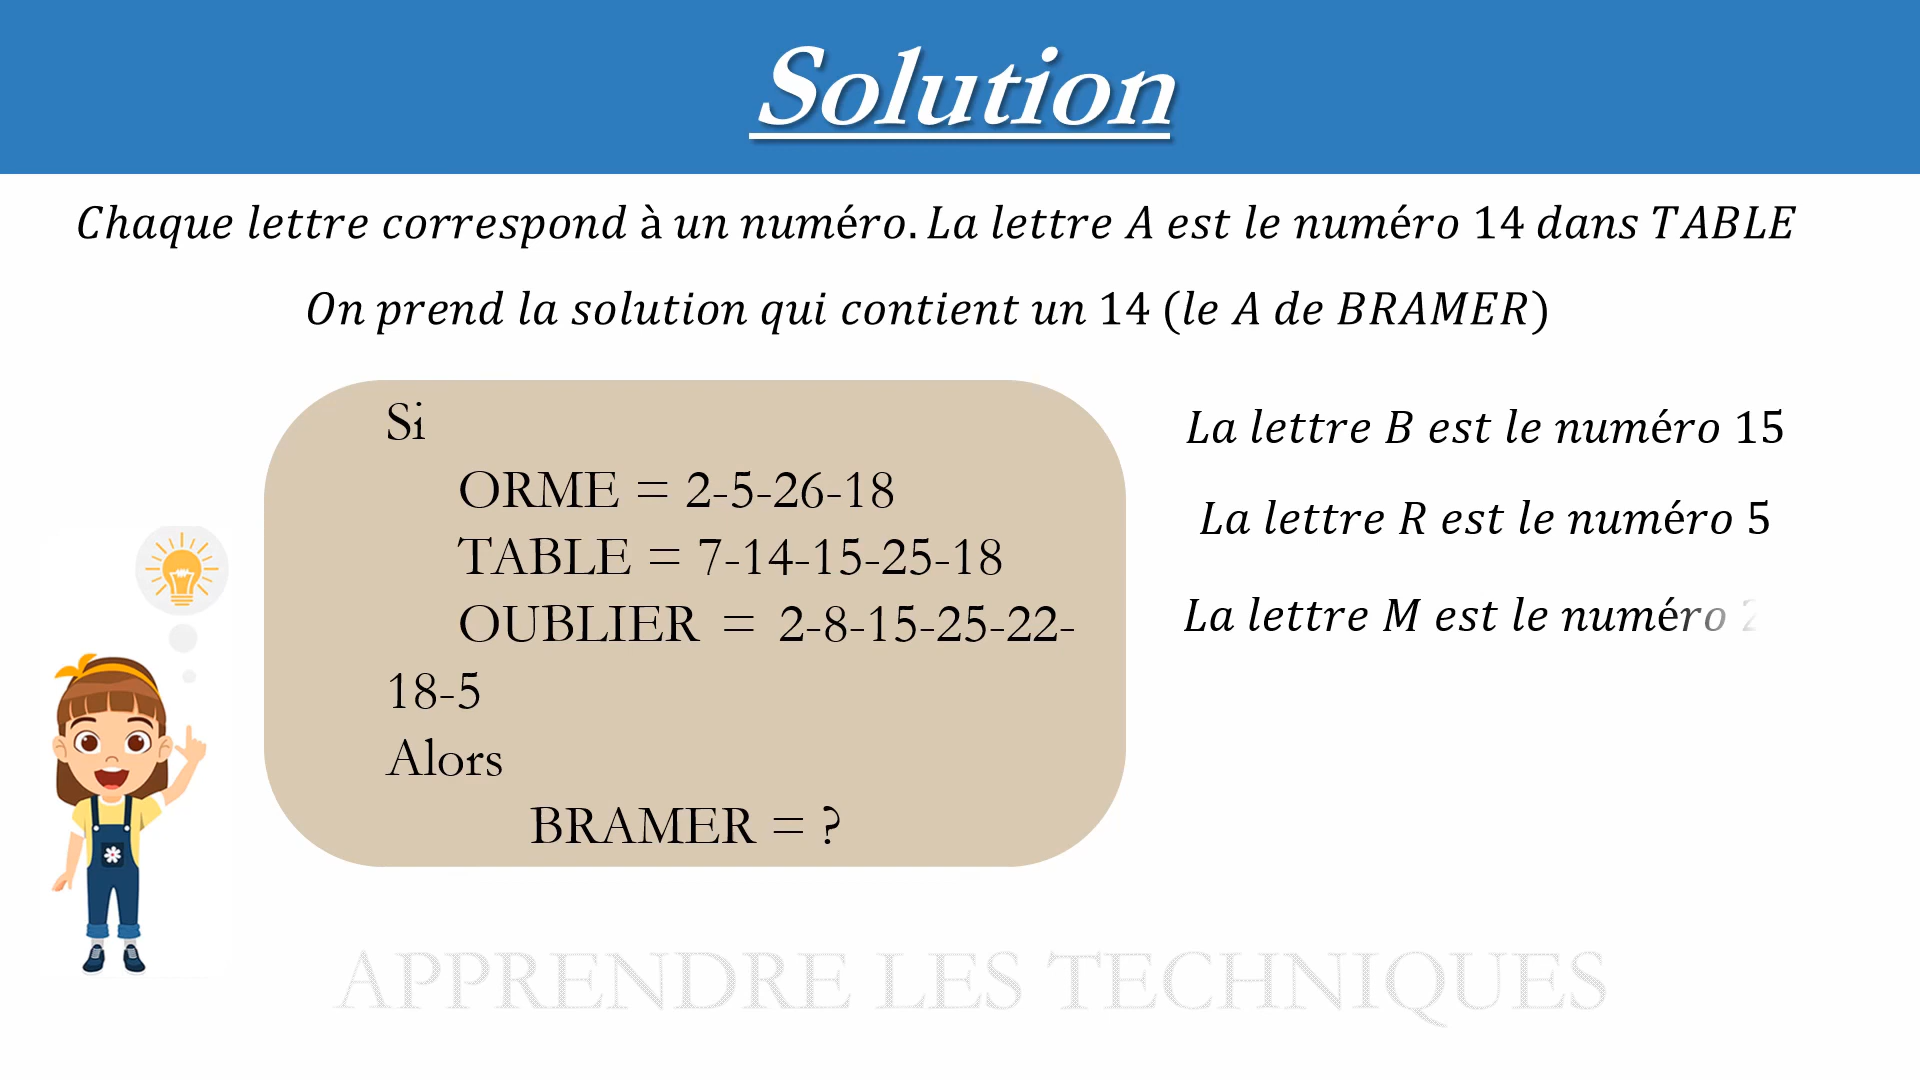 Solution
Chaque lettre correspond à un numéro. La lettre A est le numéro 14 dans TABLE
On prend la solution qui contient un 14 (le A de BRAMER)
Si
ORME = 2-5-26-18
TABLE = 7-14-15-25-18
OUBLIER = 2-8-15-25-22-
18-5
Alors
BRAMER = ?
La lettre B est le numéro 15
La lettre R est le numéro 5
La lettre M est le numéro
APPRENDRE LES TECHNIQUES